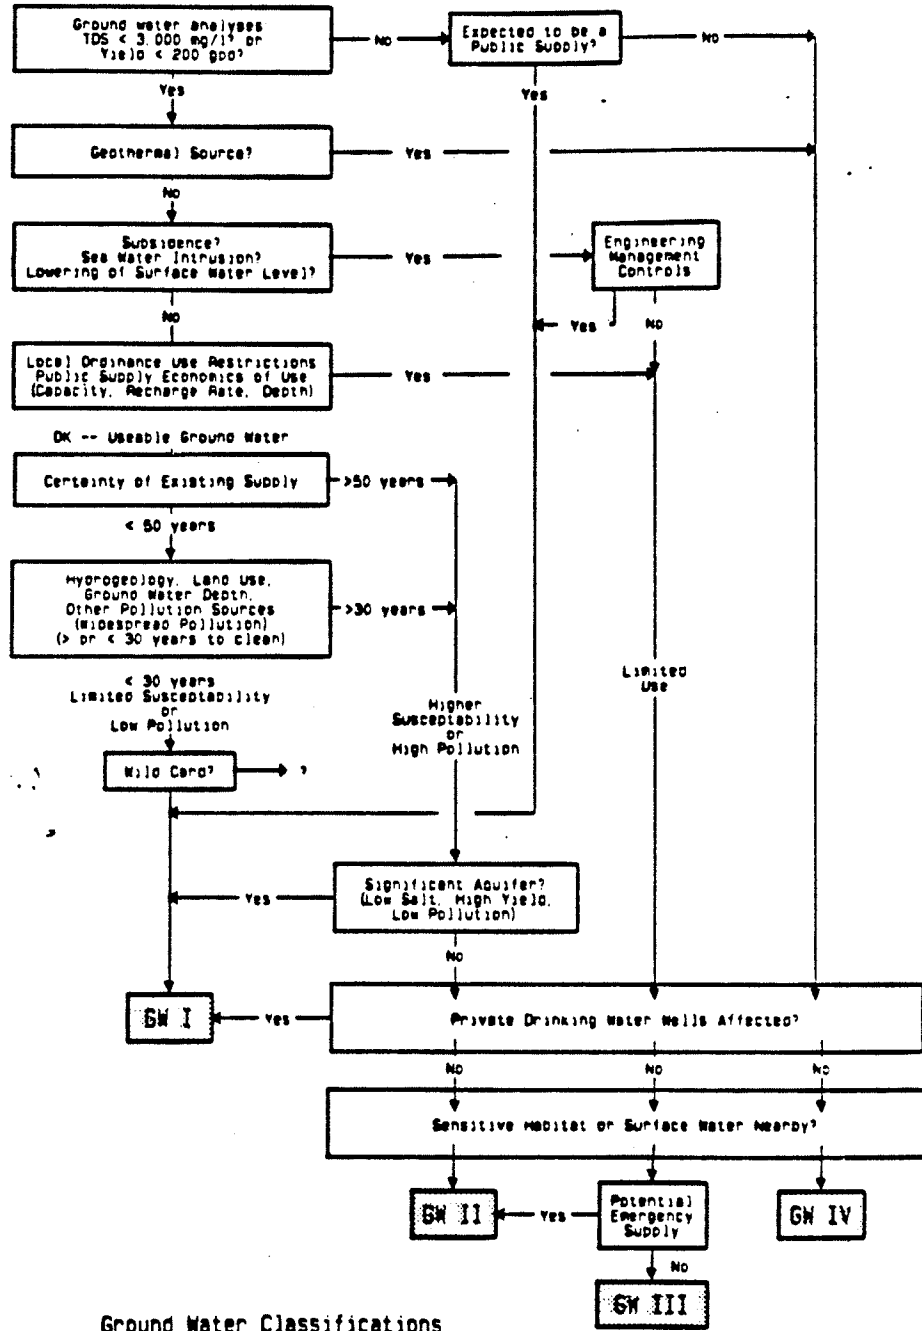 Ground water analyses
TDS < 3,000 mg/l? or
Yield < 200 gpd?
No
Expected to be a
Public Supply?
No
Yes
Yes
Geothermal Source?
Yes
No
Subsidence?
Sea Water Intrusion?
Lowering of Surface Water Level?
Yes
Engineering
Management
Controls
No
Yes
No
Local Ordinance Use Restrictions
Public Supply Economics of Use
(Capacity, Recharge Rate, Depth)
Yes
OK -- Useable Ground Water
Certainty of Existing Supply
>50 years
< 50 years
Hydrogeology, Land Use,
Ground Water Depth,
Other Pollution Sources
(Widespread Pollution)
(> or < 30 years to clean)
>30 years
Limited
Use
< 30 years
Limited Susceptability
or
Low Pollution
Higher
Susceptability
or
High Pollution
Wild Card?
?
Significant Aquifer?
(Low Salt, High Yield,
Low Pollution)
Yes
No
GW I
Yes
Private Drinking Water Wells Affected?
No
No
No
Sensitive Habitat or Surface Water Nearby?
GW II
Yes
Potential
Emergency
Supply
GW IV
No
GW III
Ground Water Classifications